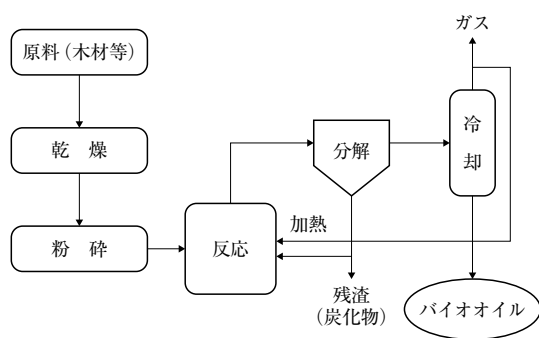 ガス
原料(木材等)
冷却
乾燥
分解
加熱
粉砕
反応
残渣
(炭化物)
バイオオイル